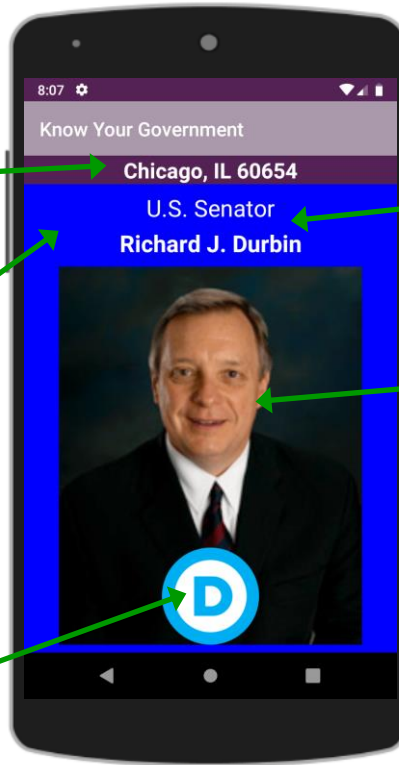 8:07
Know Your Government
Chicago, IL 60654
U.S. Senator
Richard J. Durbin
D